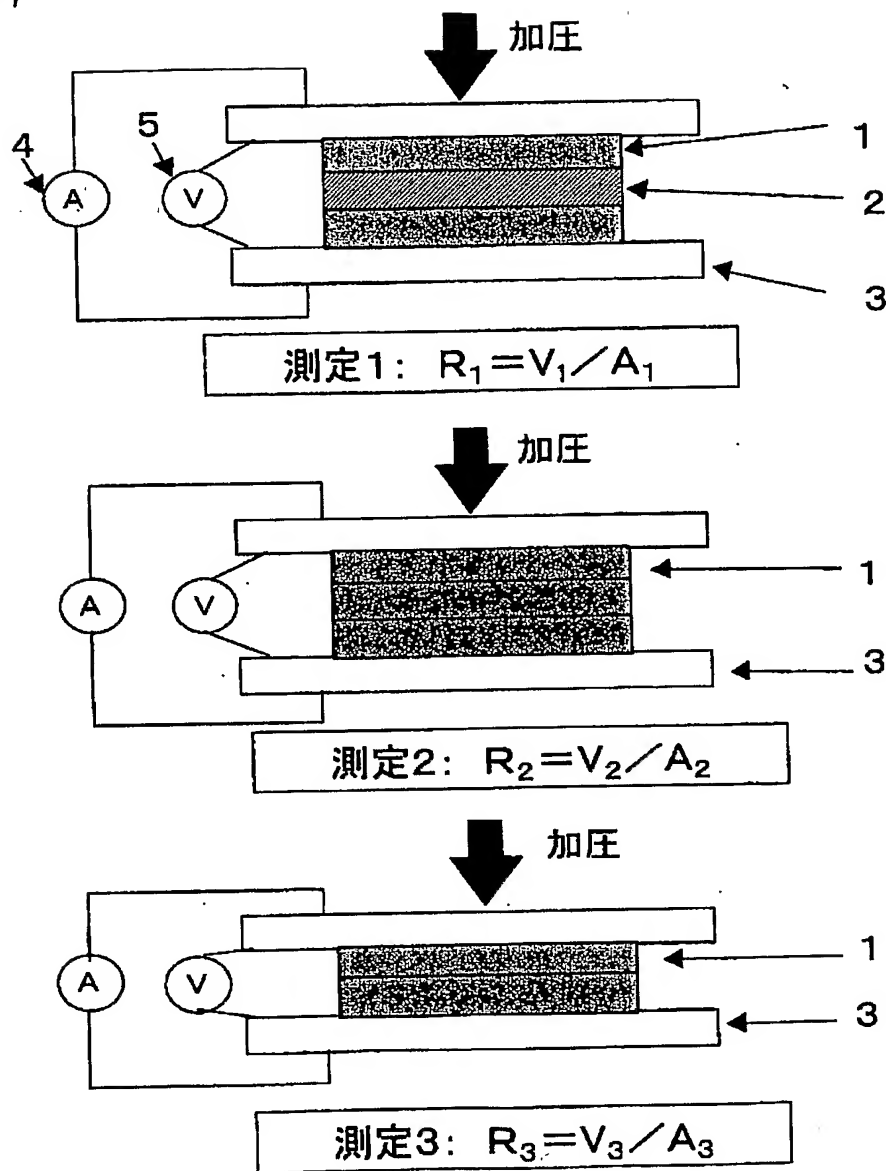 加圧
1
2
3
4
5
A
V
測定1: R₁=V₁／A₁
加圧
1
3
A
V
測定2: R₂=V₂／A₂
加圧
1
3
A
V
測定3: R₃=V₃／A₃